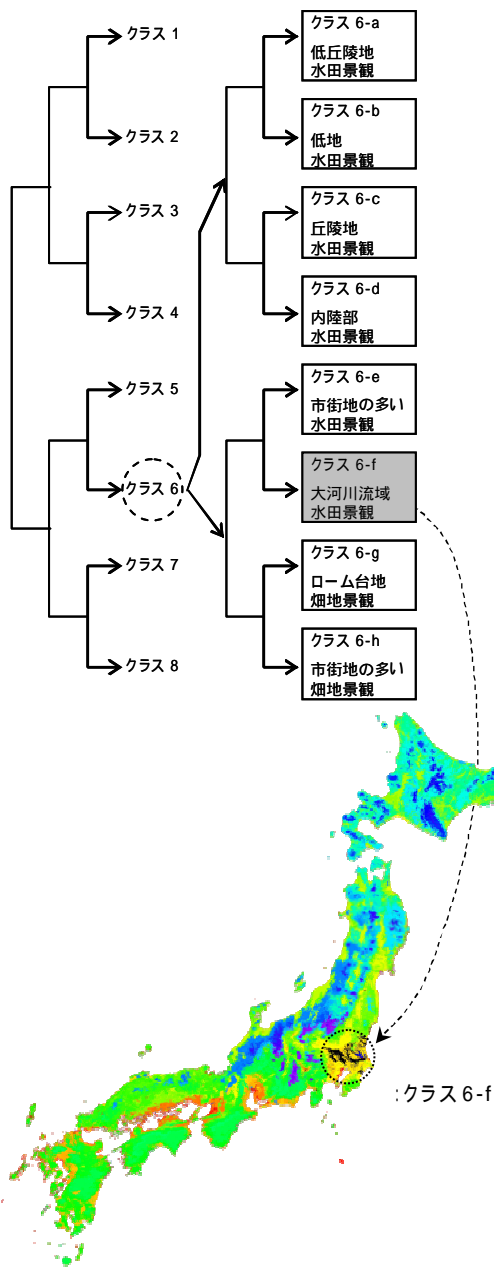 クラス 1
クラス 2
クラス 3
クラス 4
クラス 5
クラス 6
クラス 7
クラス 8
クラス 6-a
低丘陵地
水田景観
クラス 6-b
低地
水田景観
クラス 6-c
丘陵地
水田景観
クラス 6-d
内陸部
水田景観
クラス 6-e
市街地の多い
水田景観
クラス 6-f
大河川流域
水田景観
クラス 6-g
ローム台地
畑地景観
クラス 6-h
市街地の多い
畑地景観
:クラス 6-f